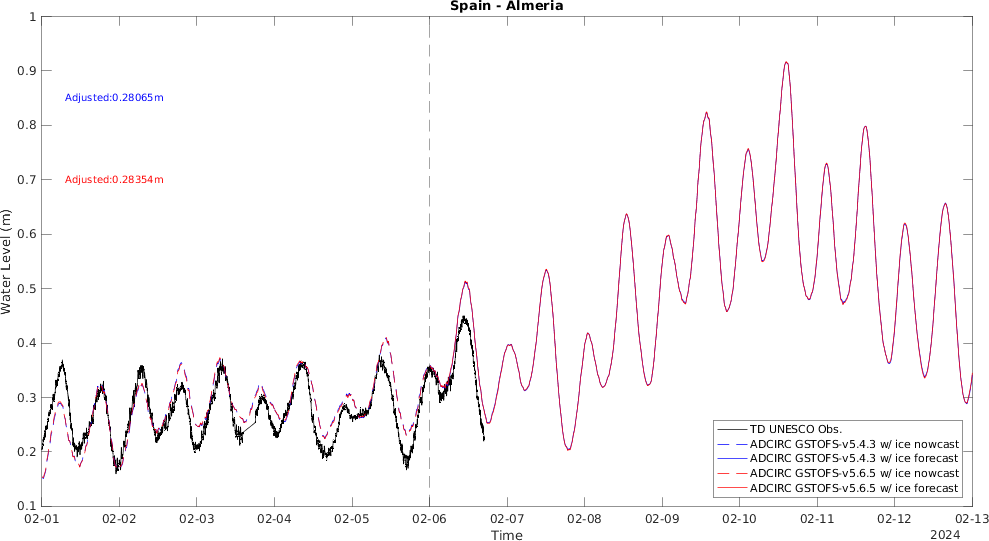 Spain - Almeria
1
0.9
0.8
0.7
0.6
0.5
0.4
0.3
0.2
0.1
Water Level (m)
Adjusted:0.28065m
Adjusted:0.28354m
TD UNESCO Obs.
ADCIRC GSTOFS-v5.4.3 w/ ice nowcast
ADCIRC GSTOFS-v5.4.3 w/ ice forecast
ADCIRC GSTOFS-v5.6.5 w/ ice nowcast
ADCIRC GSTOFS-v5.6.5 w/ ice forecast
02-01 02-02 02-03 02-04 02-05 02-06 02-07 02-08 02-09 02-10 02-11 02-12 02-13
Time
2024